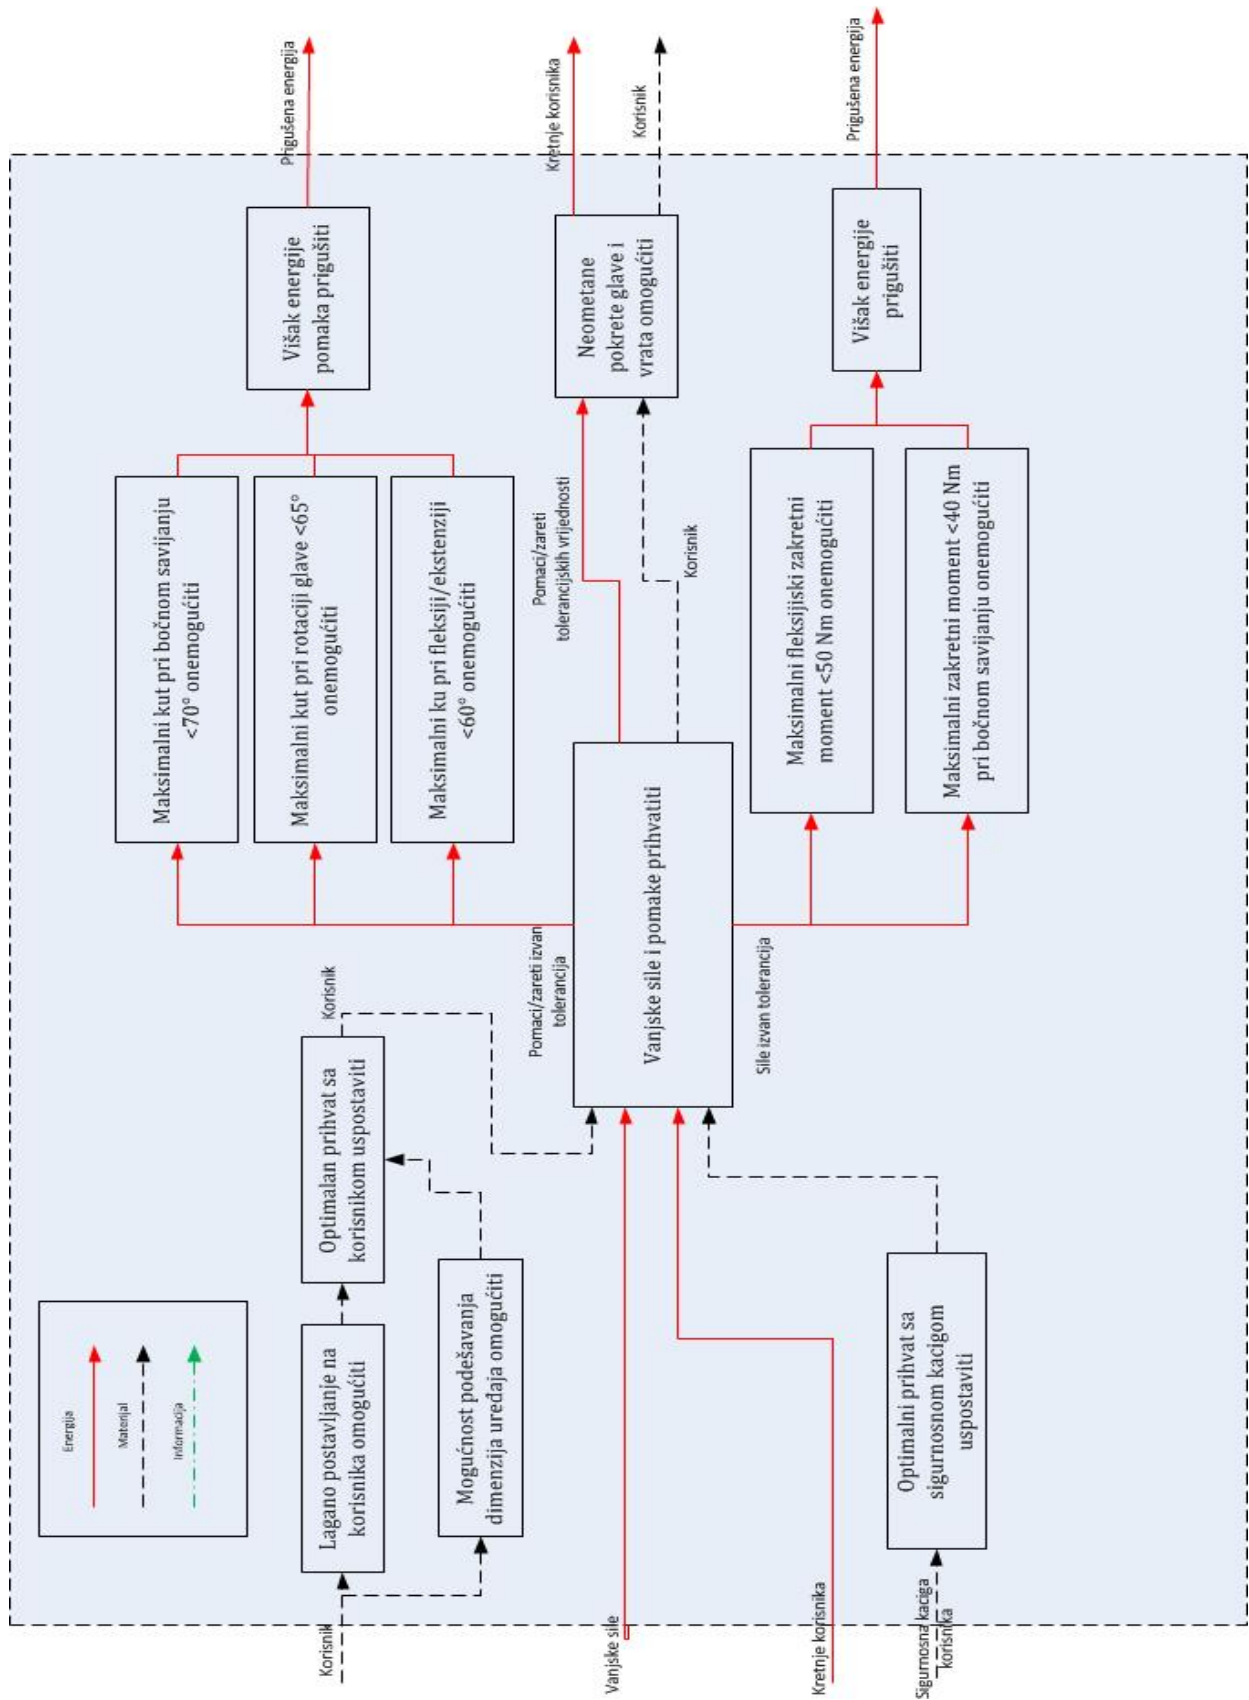 Energija
Materijal
Informacija
Korisnik
Lagano postavljanje na
korisnika omogućiti
Mogućnost podešavanja
dimenzija uređaja omogućiti
Optimalan prihvat sa
korisnikom uspostaviti
Korisnik
Vanjske sile
Kretnje korisnika
Sigurnosna kaciga
korisnika
Optimalni prihvat sa
sigurnosnom kacigom
uspostaviti
Vanjske sile i pomake prihvatiti
Pomaci/zareti izvan
tolerancija
Sile izvan tolerancija
Maksimalni kut pri bočnom savijanju
<70° onemogućiti
Maksimalni kut pri rotaciji glave <65°
onemogućiti
Maksimalni ku pri fleksiji/ekstenziji
<60° onemogućiti
Višak energije
pomaka prigušiti
Prigušena energija
Pomaci/zareti
tolerancijskih vrijednosti
Korisnik
Neometane
pokrete glave i
vrata omogućiti
Kretnje korisnika
Korisnik
Maksimalni fleksijiski zakretni
moment <50 Nm onemogućiti
Maksimalni zakretni moment <40 Nm
pri bočnom savijanju onemogućiti
Višak energije
prigušiti
Prigušena energija